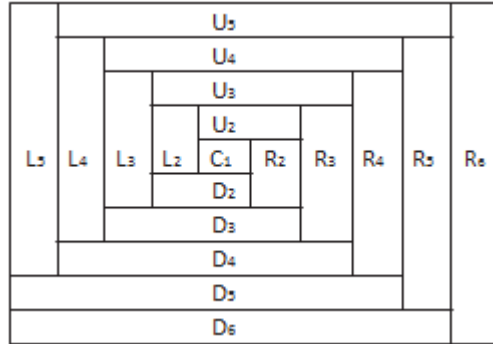 U₅
U₄
U₃
U₂
L₅ L₄ L₃ L₂ C₁ R₂ R₃ R₄ R₅ R₆
D₂
D₃
D₄
D₅
D₆